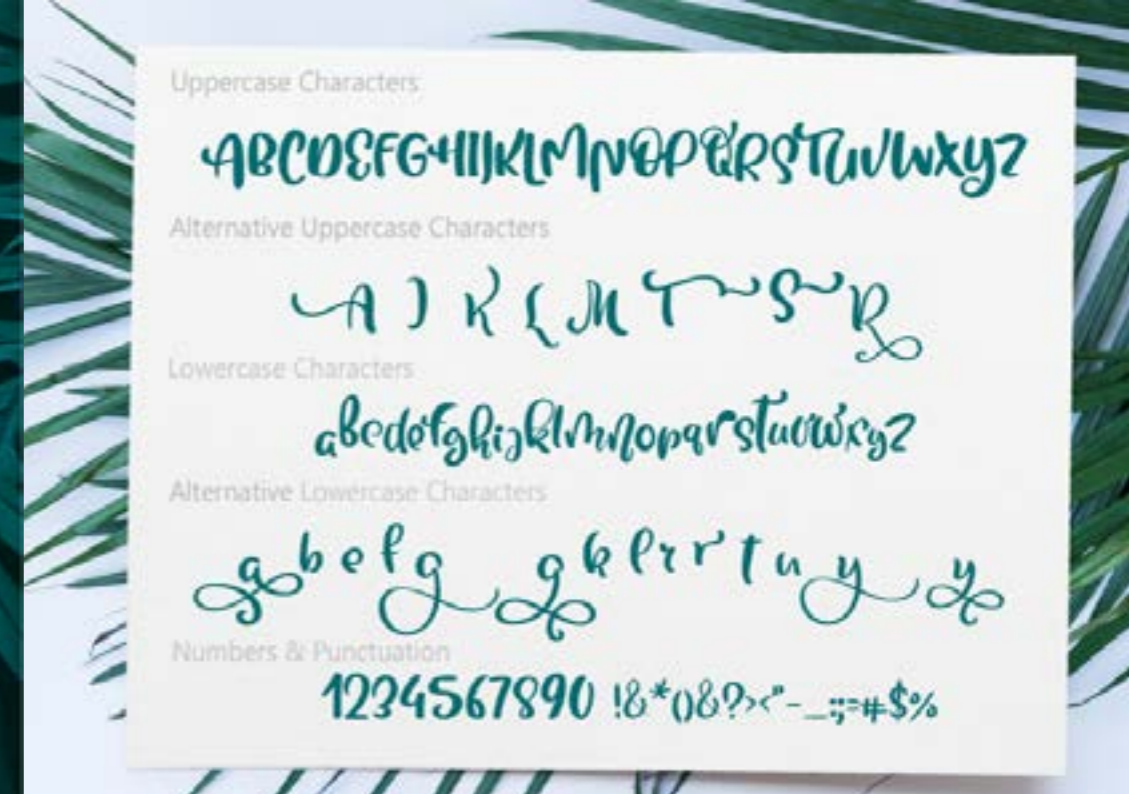 Uppercase Characters
ABCDEFGHIJKLMNOPQRSTUVWXYZ
Alternative Uppercase Characters
A J K L M T S R
Lowercase Characters
abcdefghijklmnopqrstuvwxyz
Alternative Lowercase Characters
a b e f g g k l r r t u y y
Numbers & Punctuation
1234567890 !&*()&?><"-_:;=#$%